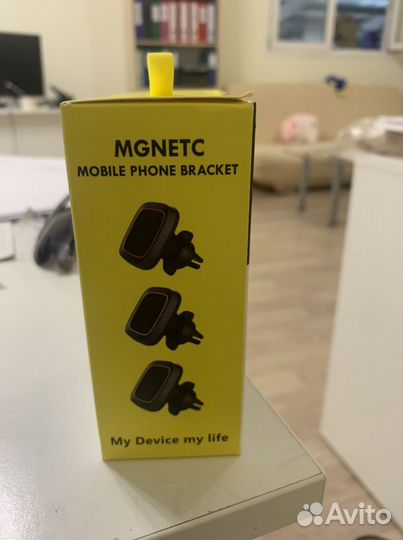 MGNETC
MOBILE PHONE BRACKET
My Device my life
Avito